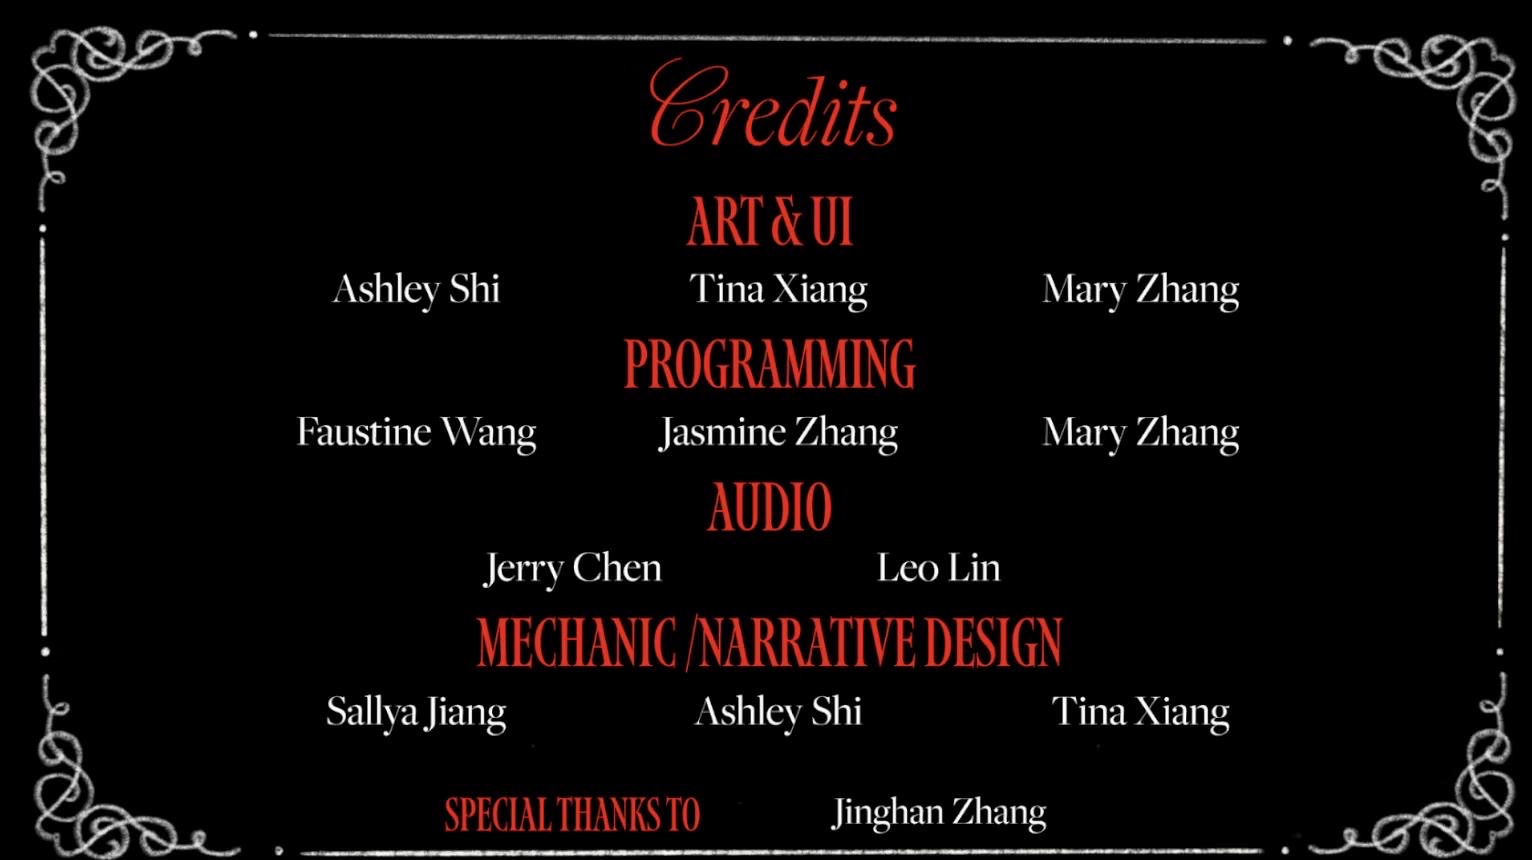 Credits
ART & UI
Ashley Shi Tina Xiang Mary Zhang
PROGRAMMING
Faustine Wang Jasmine Zhang Mary Zhang
AUDIO
Jerry Chen Leo Lin
MECHANIC /NARRATIVE DESIGN
Sallya Jiang Ashley Shi Tina Xiang
SPECIAL THANKS TO Jinghan Zhang